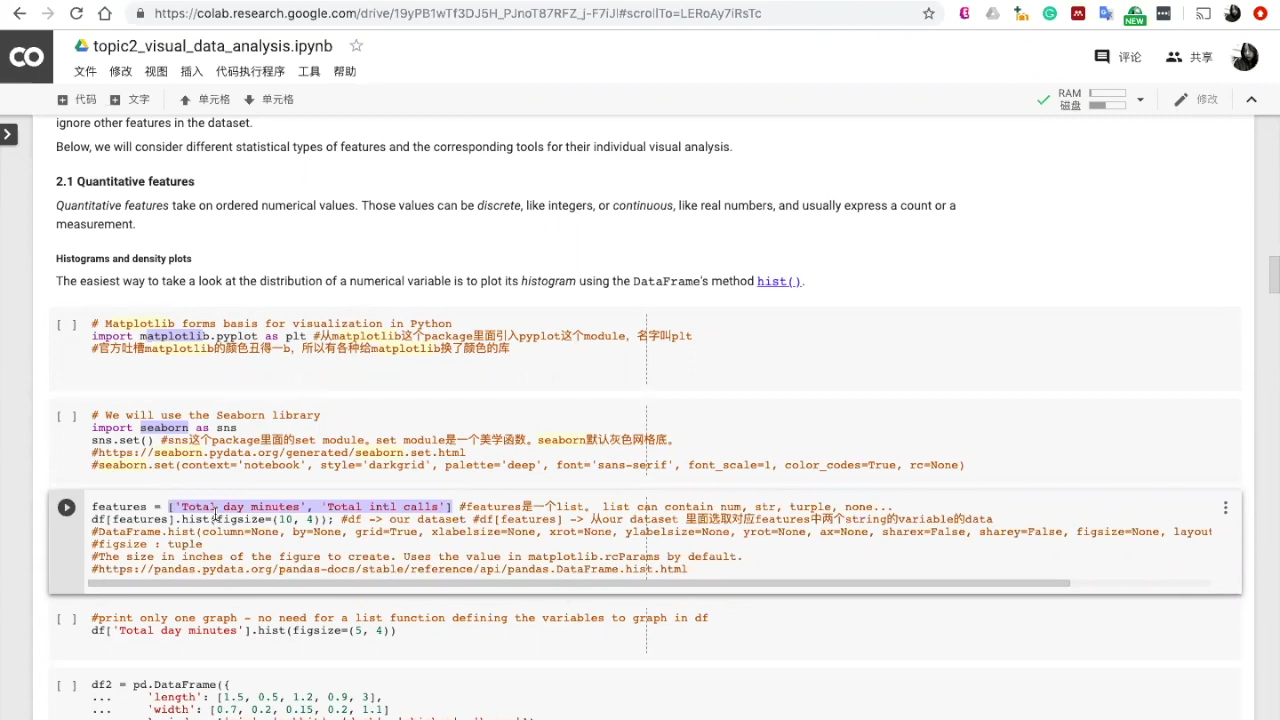 https://colab.research.google.com/drive/19yPB1wTf3DJ5H_PJnoT87RFZ_j-F7iJl#scrollTo=LERoAy7iRsTc
NEW
CO
topic2_visual_data_analysis.ipynb
评论
共享
文件 修改 视图 插入 代码执行程序 工具 帮助
代码 文字 单元格 单元格
RAM
磁盘
修改
ignore other features in the dataset.
Below, we will consider different statistical types of features and the corresponding tools for their individual visual analysis.
2.1 Quantitative features
Quantitative features take on ordered numerical values. Those values can be discrete, like integers, or continuous, like real numbers, and usually express a count or a
measurement.
Histograms and density plots
The easiest way to take a look at the distribution of a numerical variable is to plot its histogram using the DataFrame's method hist().
[ ] # Matplotlib forms basis for visualization in Python
import matplotlib.pyplot as plt #从matplotlib这个package里面引入pyplot这个module，名字叫plt
#官方吐槽matplotlib的颜色丑得一b，所以有各种给matplotlib换了颜色的库
[ ] # We will use the Seaborn library
import seaborn as sns
sns.set() #sns这个package里面的set module。set module是一个美学函数。seaborn默认灰色网格底。
#https://seaborn.pydata.org/generated/seaborn.set.html
#seaborn.set(context='notebook', style='darkgrid', palette='deep', font='sans-serif', font_scale=1, color_codes=True, rc=None)
features = ['Total day minutes', 'Total intl calls'] #features是一个list。 list can contain num, str, turple, none...
df[features].hist(figsize=(10, 4)); #df -> our dataset #df[features] -> 从our dataset 里面选取对应features中两个string的variable的data
#DataFrame.hist(column=None, by=None, grid=True, xlabelsize=None, xrot=None, ylabelsize=None, yrot=None, ax=None, sharex=False, sharey=False, figsize=None, layout
#figsize : tuple
#The size in inches of the figure to create. Uses the value in matplotlib.rcParams by default.
#https://pandas.pydata.org/pandas-docs/stable/reference/api/pandas.DataFrame.hist.html
[ ] #print only one graph - no need for a list function defining the variables to graph in df
df['Total day minutes'].hist(figsize=(5, 4))
[ ] df2 = pd.DataFrame({
... 'length': [1.5, 0.5, 1.2, 0.9, 3],
... 'width': [0.7, 0.2, 0.15, 0.2, 1.1]